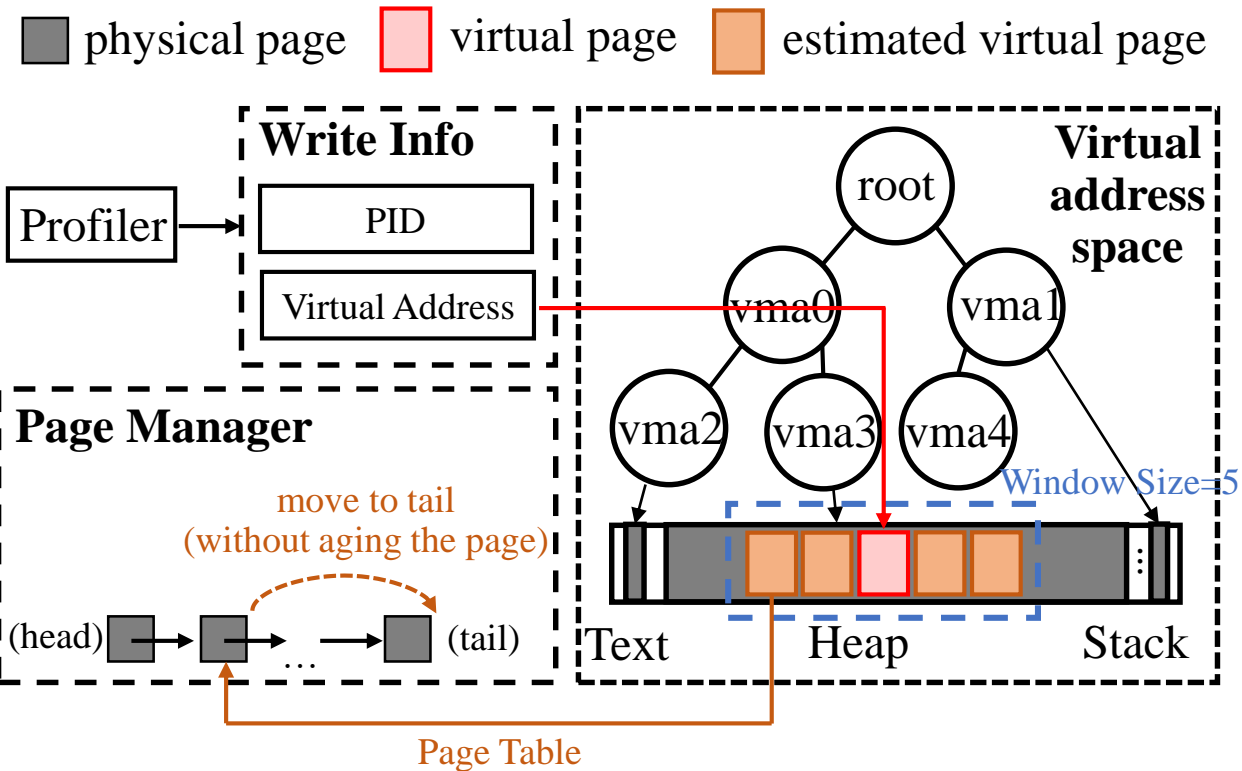 physical page
virtual page
estimated virtual page
Write Info
Profiler
PID
Virtual Address
Virtual
address
space
root
vma0
vma1
vma2
vma3
vma4
Window Size=5
...
Text
Heap
Stack
Page Manager
move to tail
(without aging the page)
(head)
...
(tail)
Page Table